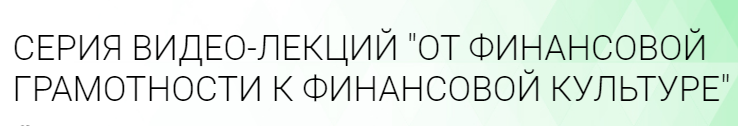 СЕРИЯ ВИДЕО-ЛЕКЦИЙ "ОТ ФИНАНСОВОЙ
ГРАМОТНОСТИ К ФИНАНСОВОЙ КУЛЬТУРЕ"